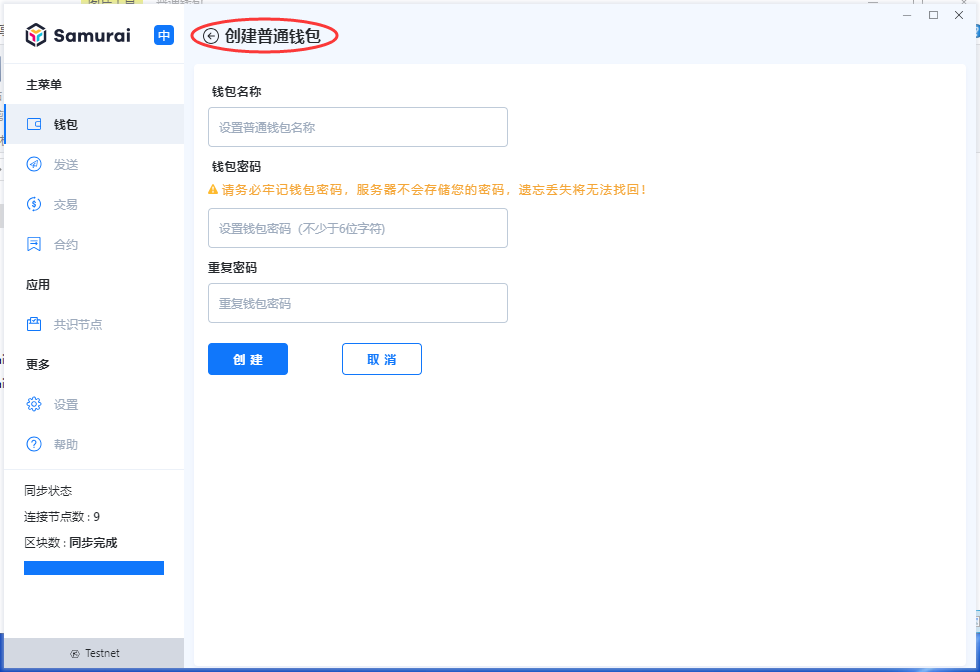 Samurai
中
创建普通钱包
主菜单
钱包
发送
交易
合约
应用
共识节点
更多
设置
帮助
同步状态
连接节点数 : 9
区块数 : 同步完成
Testnet
钱包名称
设置普通钱包名称
钱包密码
请务必牢记钱包密码，服务器不会存储您的密码，遗忘丢失将无法找回！
设置钱包密码（不少于6位字符）
重复密码
重复钱包密码
创 建
取 消